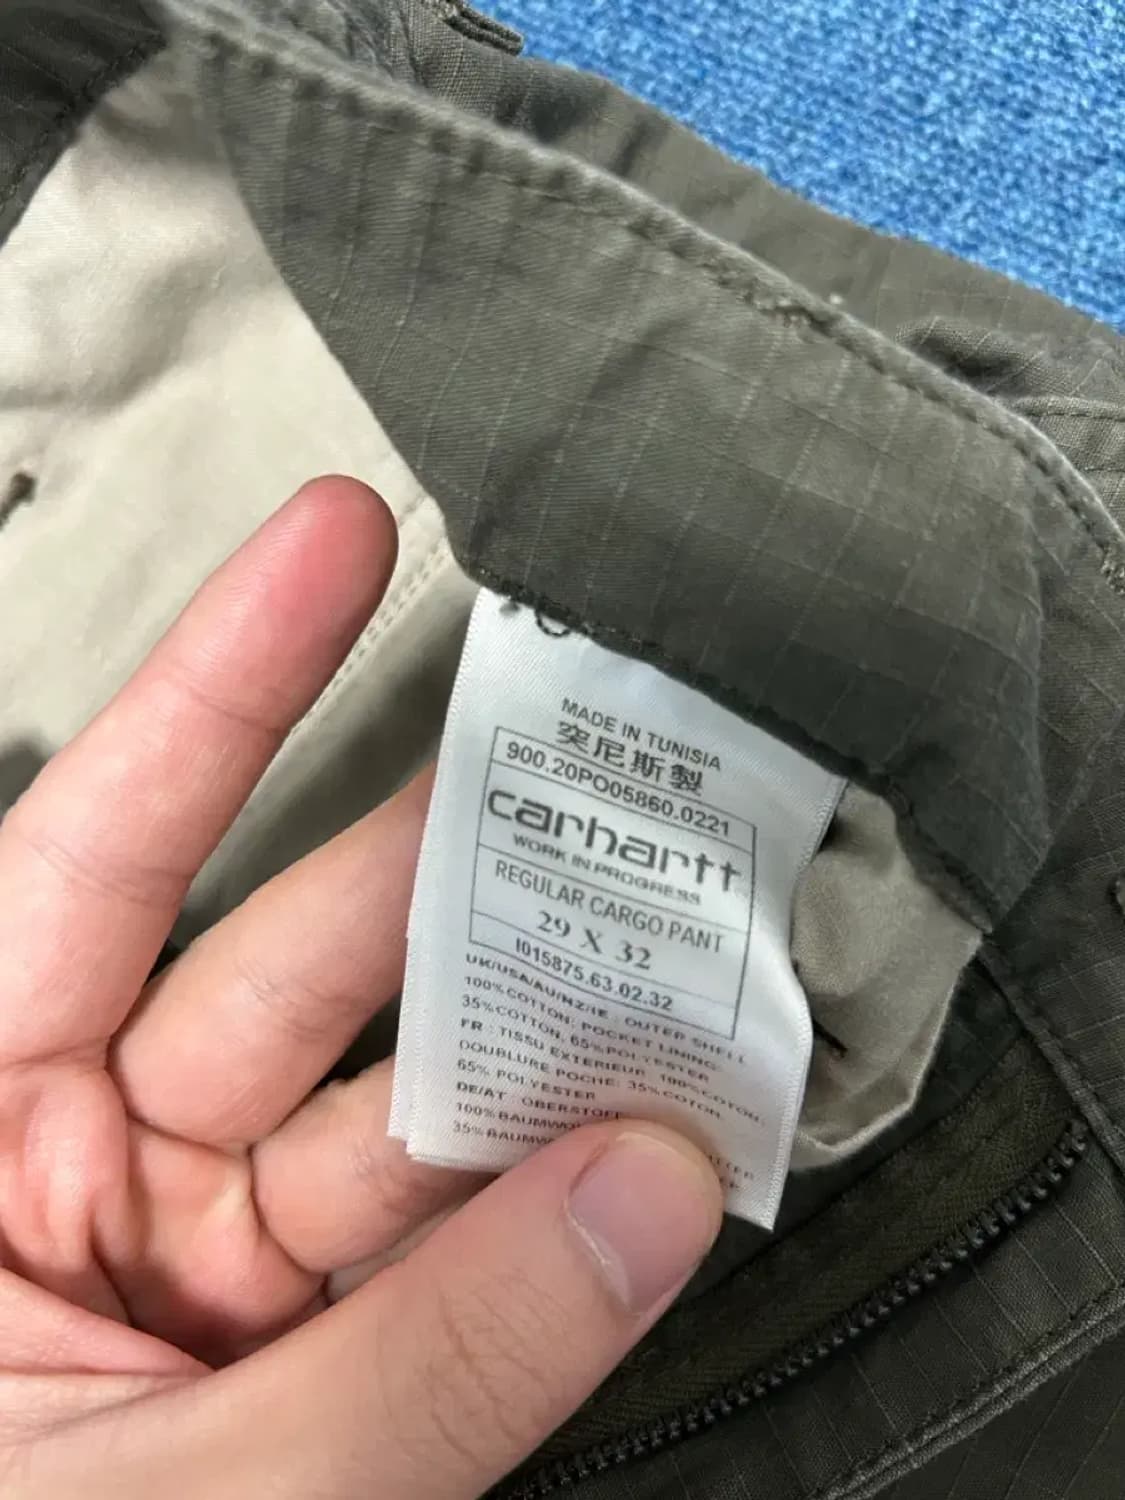 MADE IN TUNISIA
突尼斯製
900.20PO05860.0221
carhartt
WORK IN PROGRESS
REGULAR CARGO PANT
29 X 32
I015875.63.02.32
UK/USA/AU/NZ/IE : OUTER SHELL
100%COTTON; POCKET LINING:
35%COTTON, 65%POLYESTER
FR : TISSU EXTERIEUR 100%COTON;
DOUBLURE POCHE: 35%COTON,
65% POLYESTER
DE/AT OBERSTOFF
100%
35%